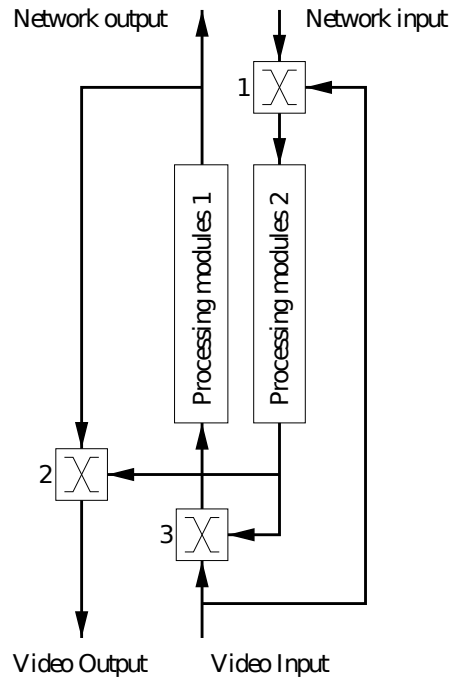 Network output
Network input
1
Processing modules 1
Processing modules 2
2
3
Video Output
Video Input